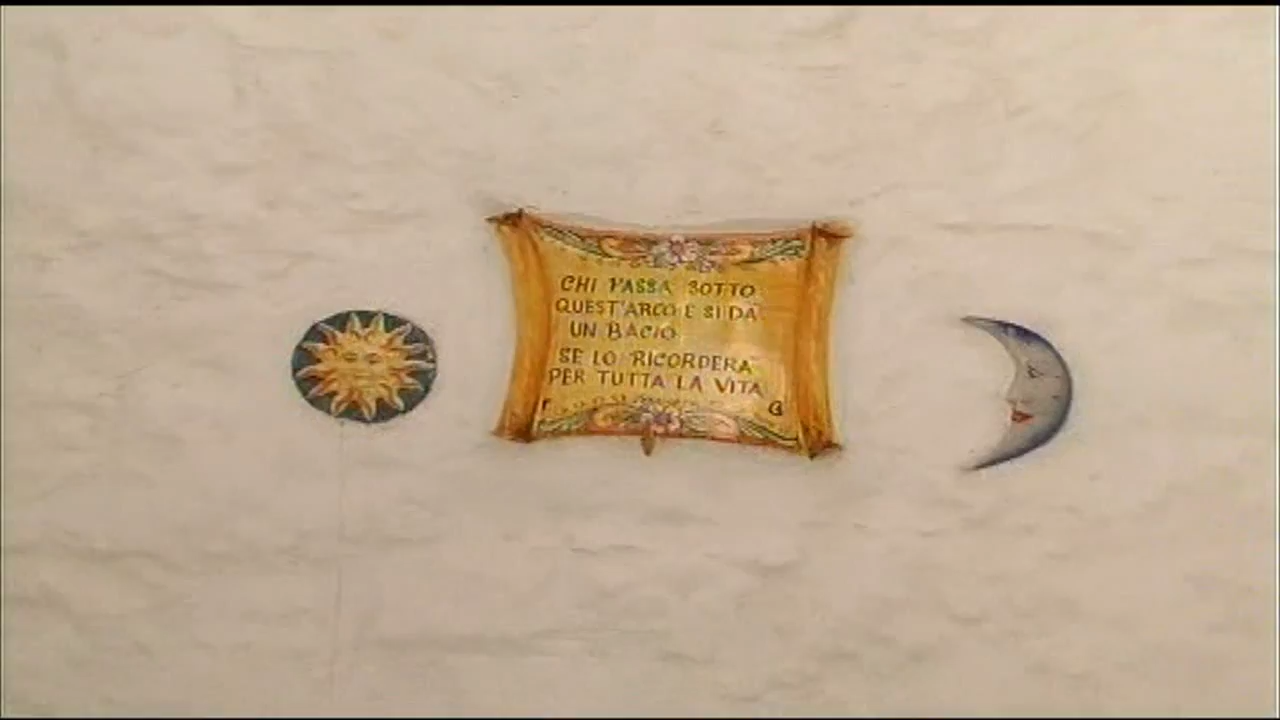 CHI PASSA SOTTO
QUEST'ARCO E SI DA'
UN BACIO
SE LO RICORDERA'
PER TUTTA LA VITA